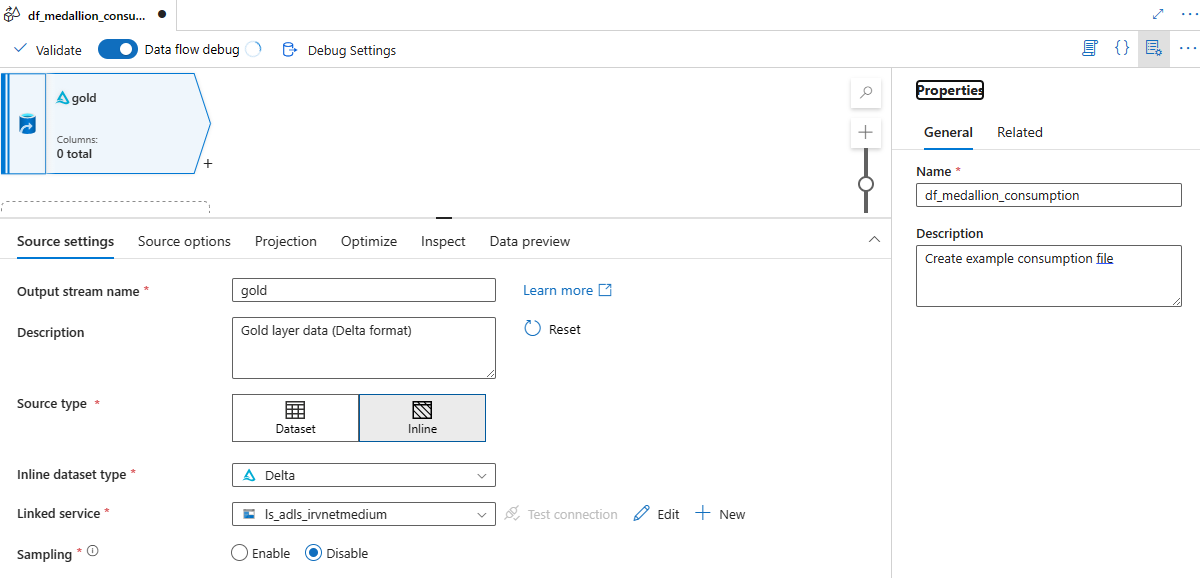 df_medallion_consu...
Validate
Data flow debug
Debug Settings
gold
Columns:
0 total
+
Source settings
Source options
Projection
Optimize
Inspect
Data preview
Output stream name *
gold
Learn more
Description
Gold layer data (Delta format)
Reset
Source type *
Dataset
Inline
Inline dataset type *
Delta
Linked service *
ls_adls_irvnetmedium
Test connection
Edit
New
Sampling *
Enable
Disable
Properties
General
Related
Name *
df_medallion_consumption
Description
Create example consumption file